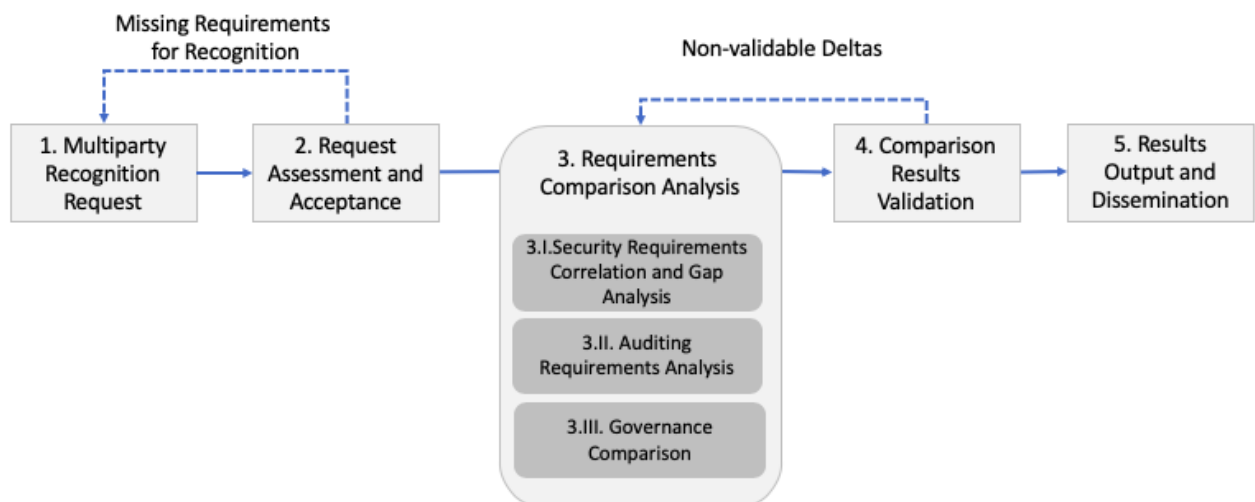 Missing Requirements
for Recognition
Non-validable Deltas
1. Multiparty
Recognition
Request
2. Request
Assessment and
Acceptance
3. Requirements
Comparison Analysis
3.I.Security Requirements
Correlation and Gap
Analysis
3.II. Auditing
Requirements Analysis
3.III. Governance
Comparison
4. Comparison
Results
Validation
5. Results
Output and
Dissemination